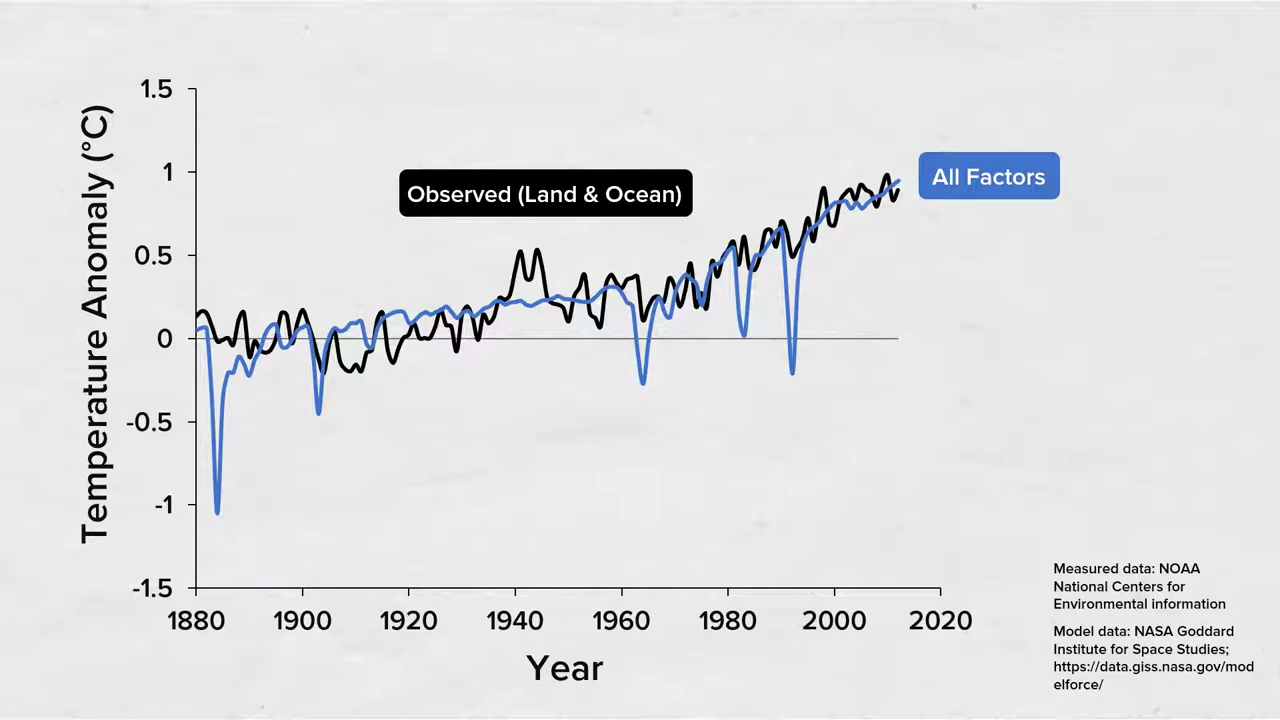 1.5
1
0.5
0
-0.5
-1
-1.5
Temperature Anomaly (°C)
Observed (Land & Ocean)
All Factors
1880 1900 1920 1940 1960 1980 2000 2020
Year
Measured data: NOAA
National Centers for
Environmental information
Model data: NASA Goddard
Institute for Space Studies;
https://data.giss.nasa.gov/mod
elforce/